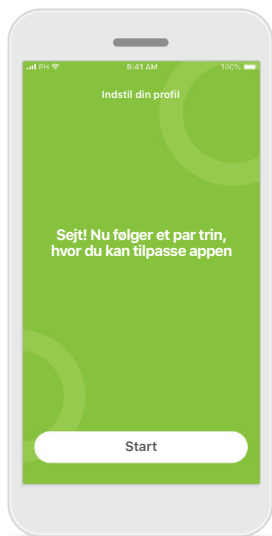 PH 9:41 AM 100%
Indstil din profil
Sejt! Nu følger et par trin,
hvor du kan tilpasse appen
Start